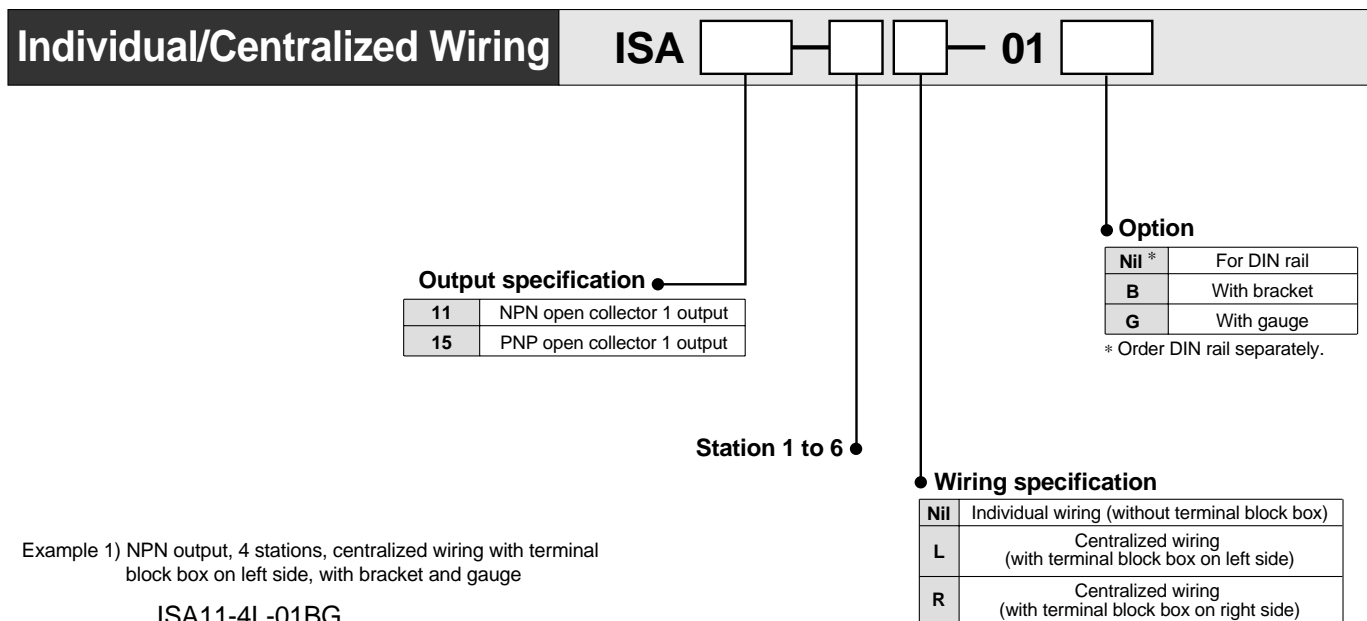 Individual/Centralized Wiring ISA – – 01
Option
Nil * For DIN rail
B With bracket
G With gauge
* Order DIN rail separately.
Output specification
11 NPN open collector 1 output
15 PNP open collector 1 output
Station 1 to 6
Wiring specification
Nil Individual wiring (without terminal block box)
L Centralized wiring
(with terminal block box on left side)
R Centralized wiring
(with terminal block box on right side)
Example 1) NPN output, 4 stations, centralized wiring with terminal
block box on left side, with bracket and gauge
ISA11-4L-01BG